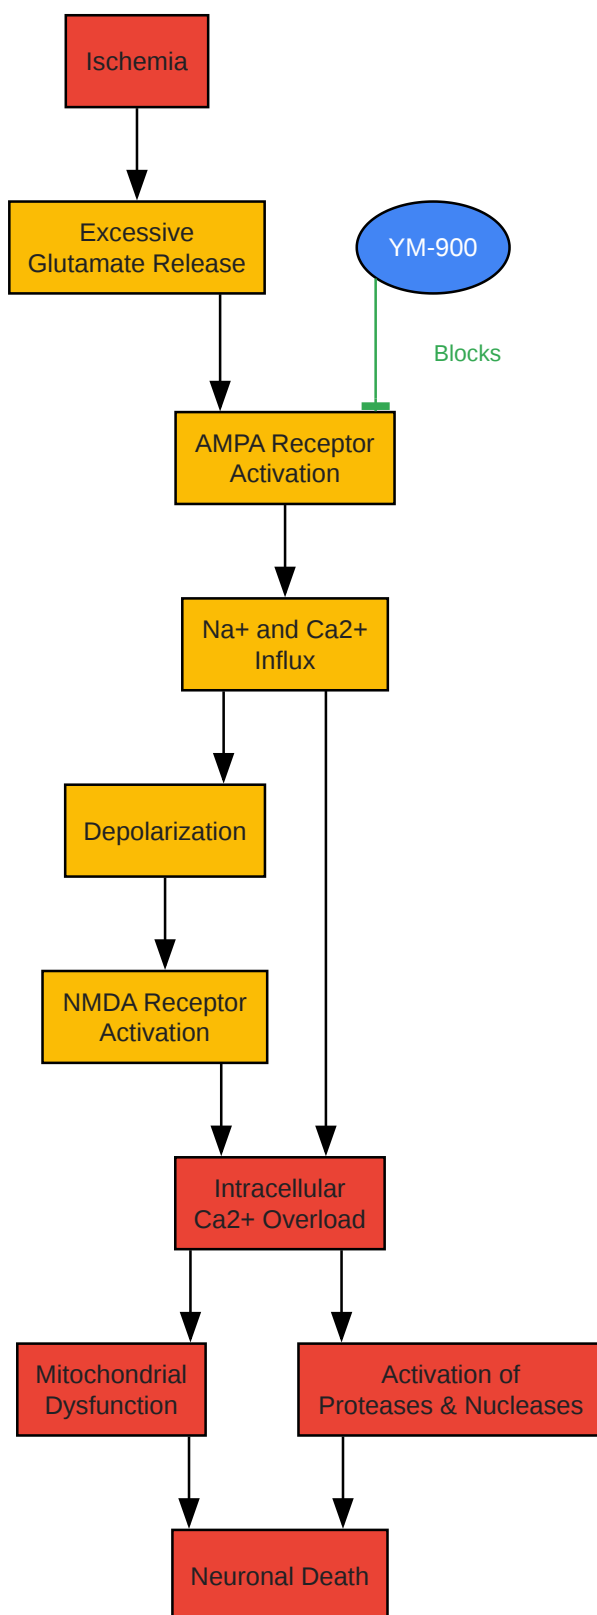 Ischemia
Excessive
Glutamate Release
YM-900
Blocks
AMPA Receptor
Activation
Na+ and Ca2+
Influx
Depolarization
NMDA Receptor
Activation
Intracellular
Ca2+ Overload
Mitochondrial
Dysfunction
Activation of
Proteases & Nucleases
Neuronal Death